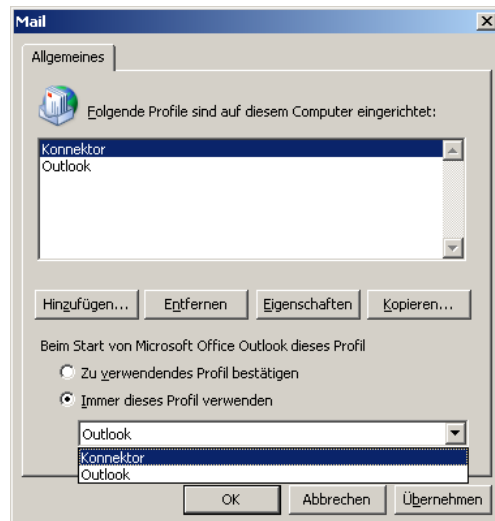 Mail
Allgemeines
Folgende Profile sind auf diesem Computer eingerichtet:
Konnektor
Outlook
Hinzufügen... Entfernen Eigenschaften Kopieren...
Beim Start von Microsoft Office Outlook dieses Profil
Zu verwendendes Profil bestätigen
Immer dieses Profil verwenden
Outlook
Konnektor
Outlook
OK Abbrechen Übernehmen